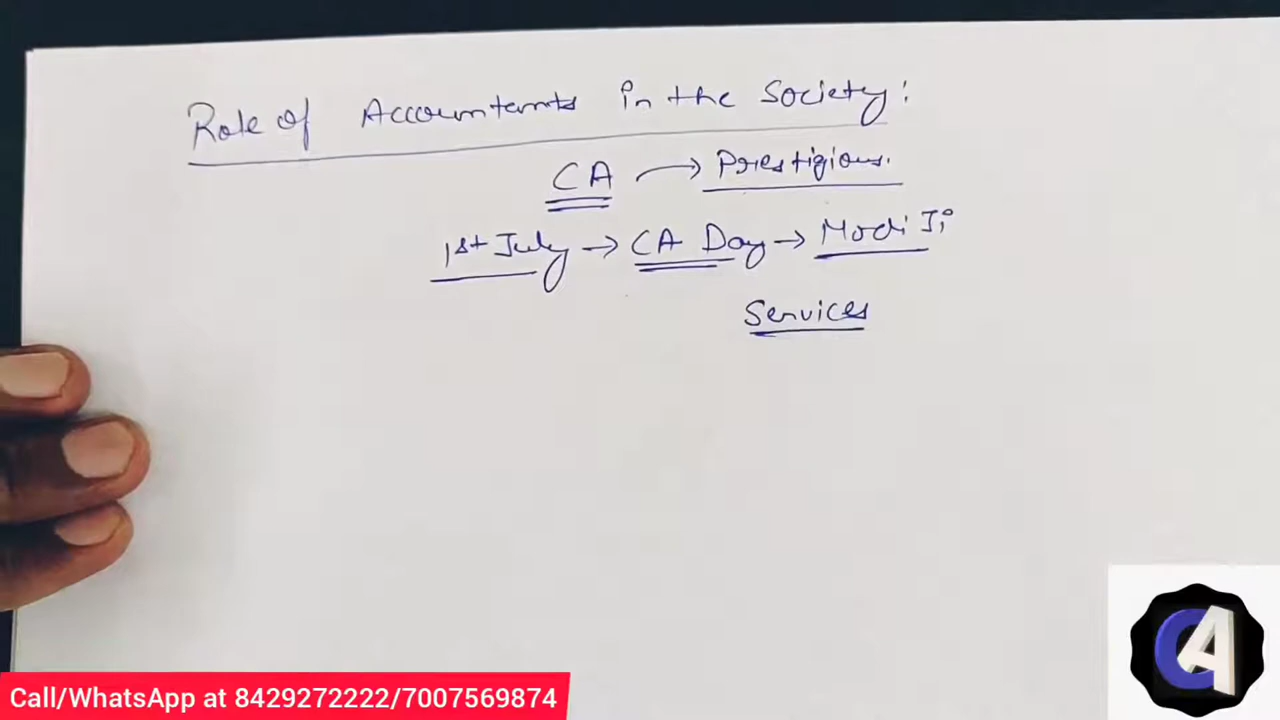 Role of Accountants in the Society:
CA → Prestigious.
1st July → CA Day → Modi Ji
Services
CA
Call/WhatsApp at 8429272222/7007569874